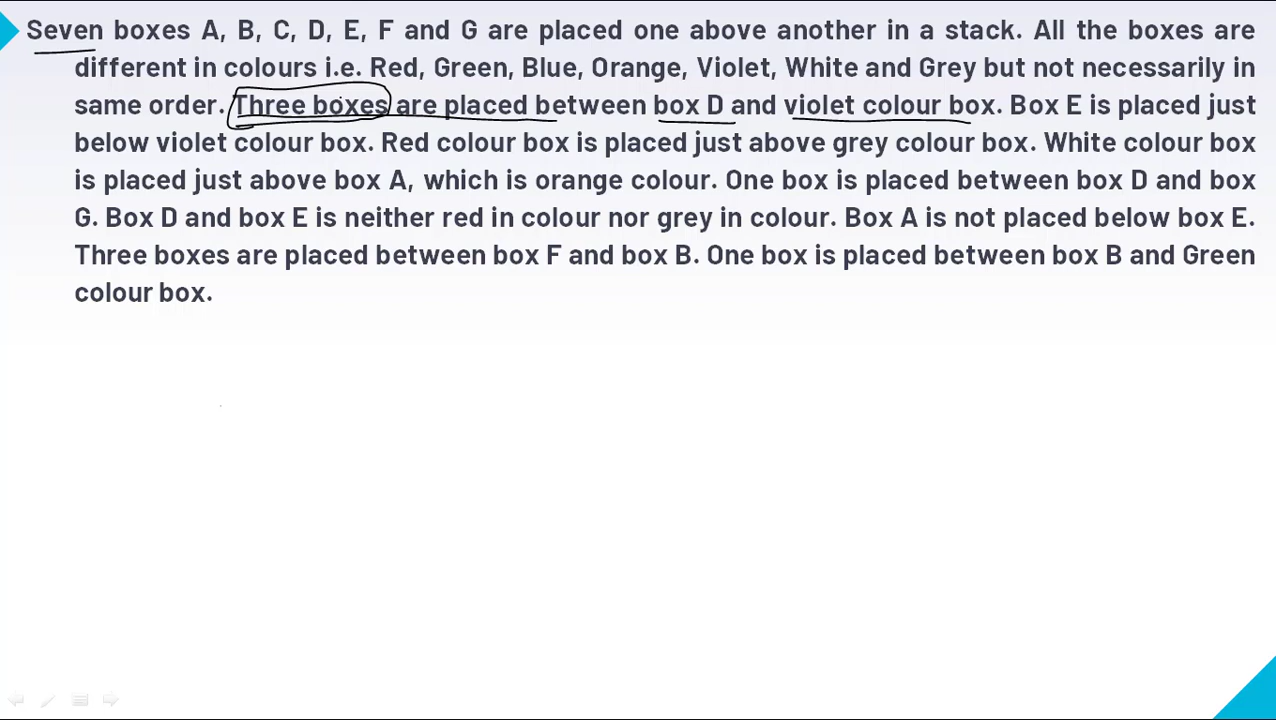 Seven boxes A, B, C, D, E, F and G are placed one above another in a stack. All the boxes are
different in colours i.e. Red, Green, Blue, Orange, Violet, White and Grey but not necessarily in
same order. Three boxes are placed between box D and violet colour box. Box E is placed just
below violet colour box. Red colour box is placed just above grey colour box. White colour box
is placed just above box A, which is orange colour. One box is placed between box D and box
G. Box D and box E is neither red in colour nor grey in colour. Box A is not placed below box E.
Three boxes are placed between box F and box B. One box is placed between box B and Green
colour box.